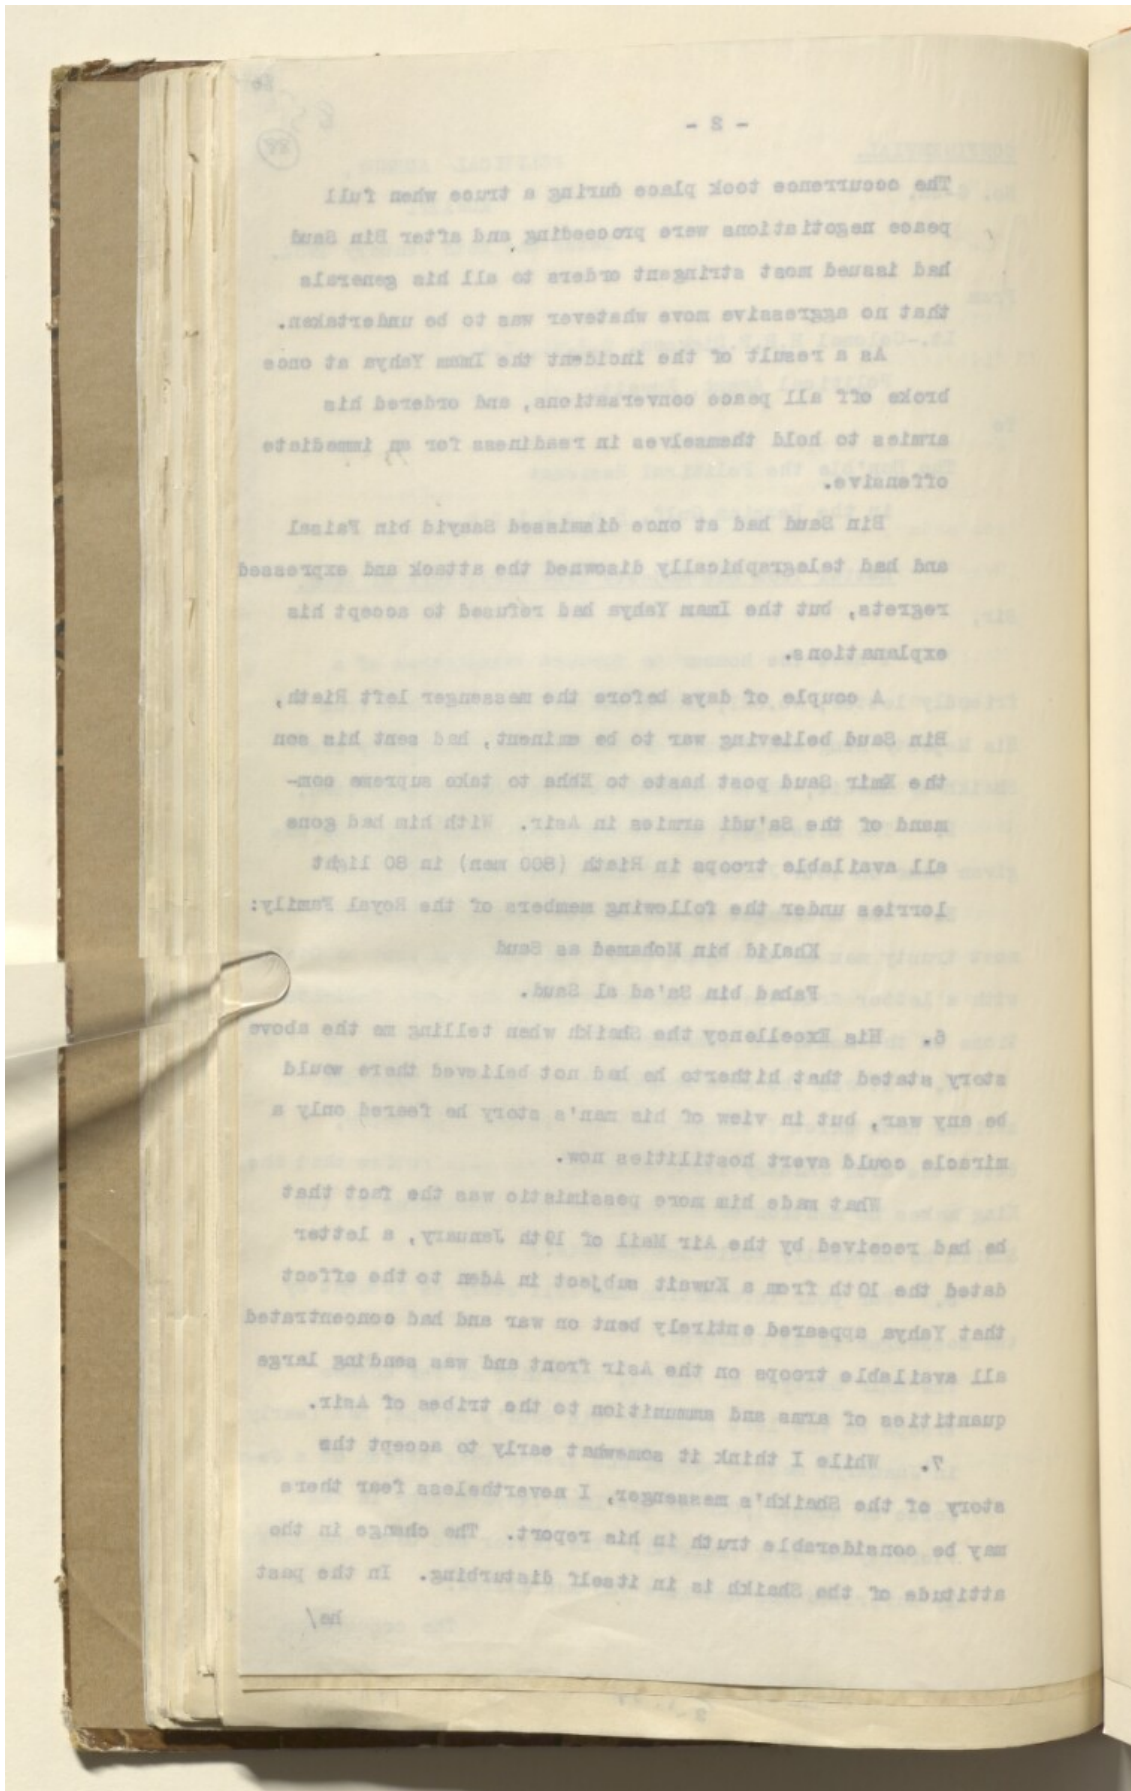 - 2 -
The occurrence took place during a truce when full
peace negotiations were proceeding and after Bin Saud
had issued most stringent orders to all his generals
that no aggressive move whatever was to be undertaken.
As a result of the incident the Imam Yahya at once
broke off all peace conversations, and ordered his
armies to hold themselves in readiness for an immediate
offensive.
Bin Saud had at once dismissed Saayid bin Faisal
and had telegraphically disowned the attack and expressed
regrets, but the Imam Yahya had refused to accept his
explanations.
A couple of days before the messenger left Riath,
Bin Saud believing war to be eminent, had sent his son
the Emir Saud post haste to Ebha to take supreme com-
mand of the Sa'udi armies in Asir. With him had gone
all available troops in Riath (800 men) in 80 light
lorries under the following members of the Royal Family:
Khalid bin Mohamed as Saud
Fahad bin Sa'ad al Saud.
6. His Excellency the Shaikh when telling me the above
story stated that hitherto he had not believed there would
be any war, but in view of his man's story he feared only a
miracle could avert hostilities now.
What made him more pessimistic was the fact that
he had received by the Air Mail of 19th January, a letter
dated the 10th from a Kuwait subject in Aden to the effect
that Yahya appeared entirely bent on war and had concentrated
all available troops on the Asir front and was sending large
quantities of arms and ammunition to the tribes of Asir.
7. While I think it somewhat early to accept the
story of the Shaikh's messenger, I nevertheless fear there
may be considerable truth in his report. The change in the
attitude of the Shaikh is in itself disturbing. In the past
he/